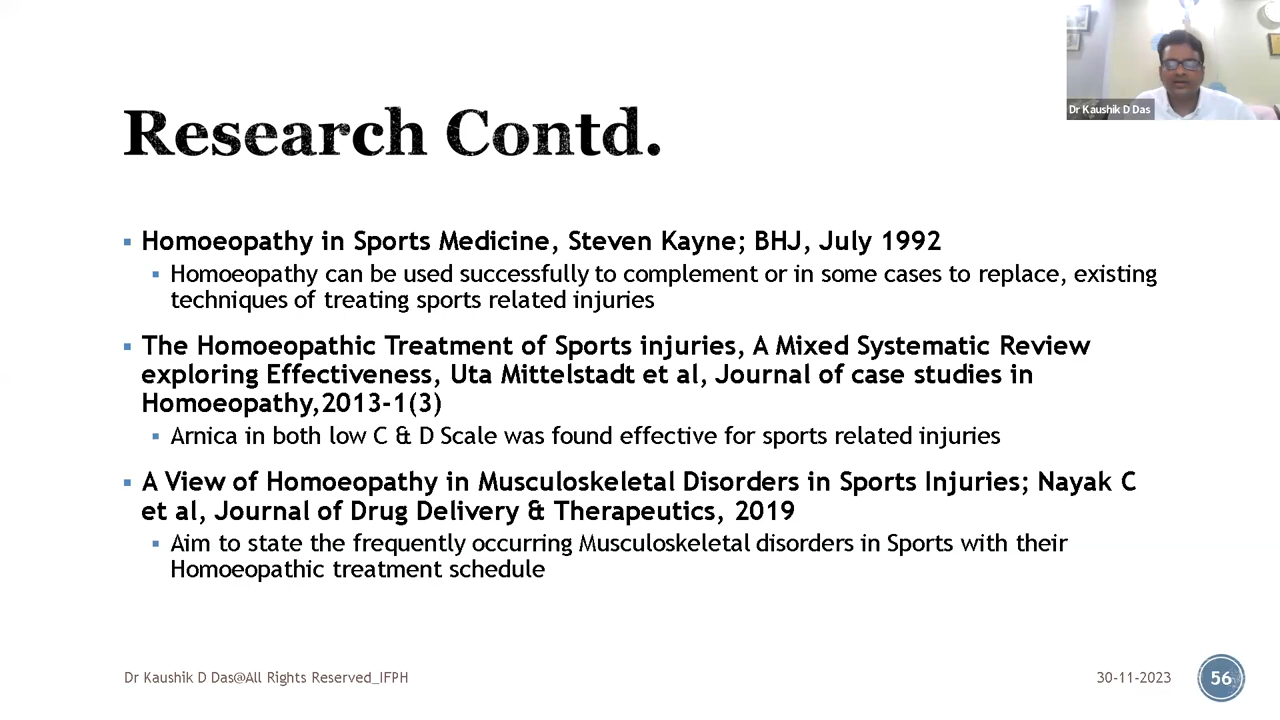 Dr Kaushik D Das
Research Contd.
Homoeopathy in Sports Medicine, Steven Kayne; BHJ, July 1992
Homoeopathy can be used successfully to complement or in some cases to replace, existing
techniques of treating sports related injuries
The Homoeopathic Treatment of Sports injuries, A Mixed Systematic Review
exploring Effectiveness, Uta Mittelstadt et al, Journal of case studies in
Homoeopathy,2013-1(3)
Arnica in both low C & D Scale was found effective for sports related injuries
A View of Homoeopathy in Musculoskeletal Disorders in Sports Injuries; Nayak C
et al, Journal of Drug Delivery & Therapeutics, 2019
Aim to state the frequently occurring Musculoskeletal disorders in Sports with their
Homoeopathic treatment schedule
Dr Kaushik D Das@All Rights Reserved_IFPH
30-11-2023
56